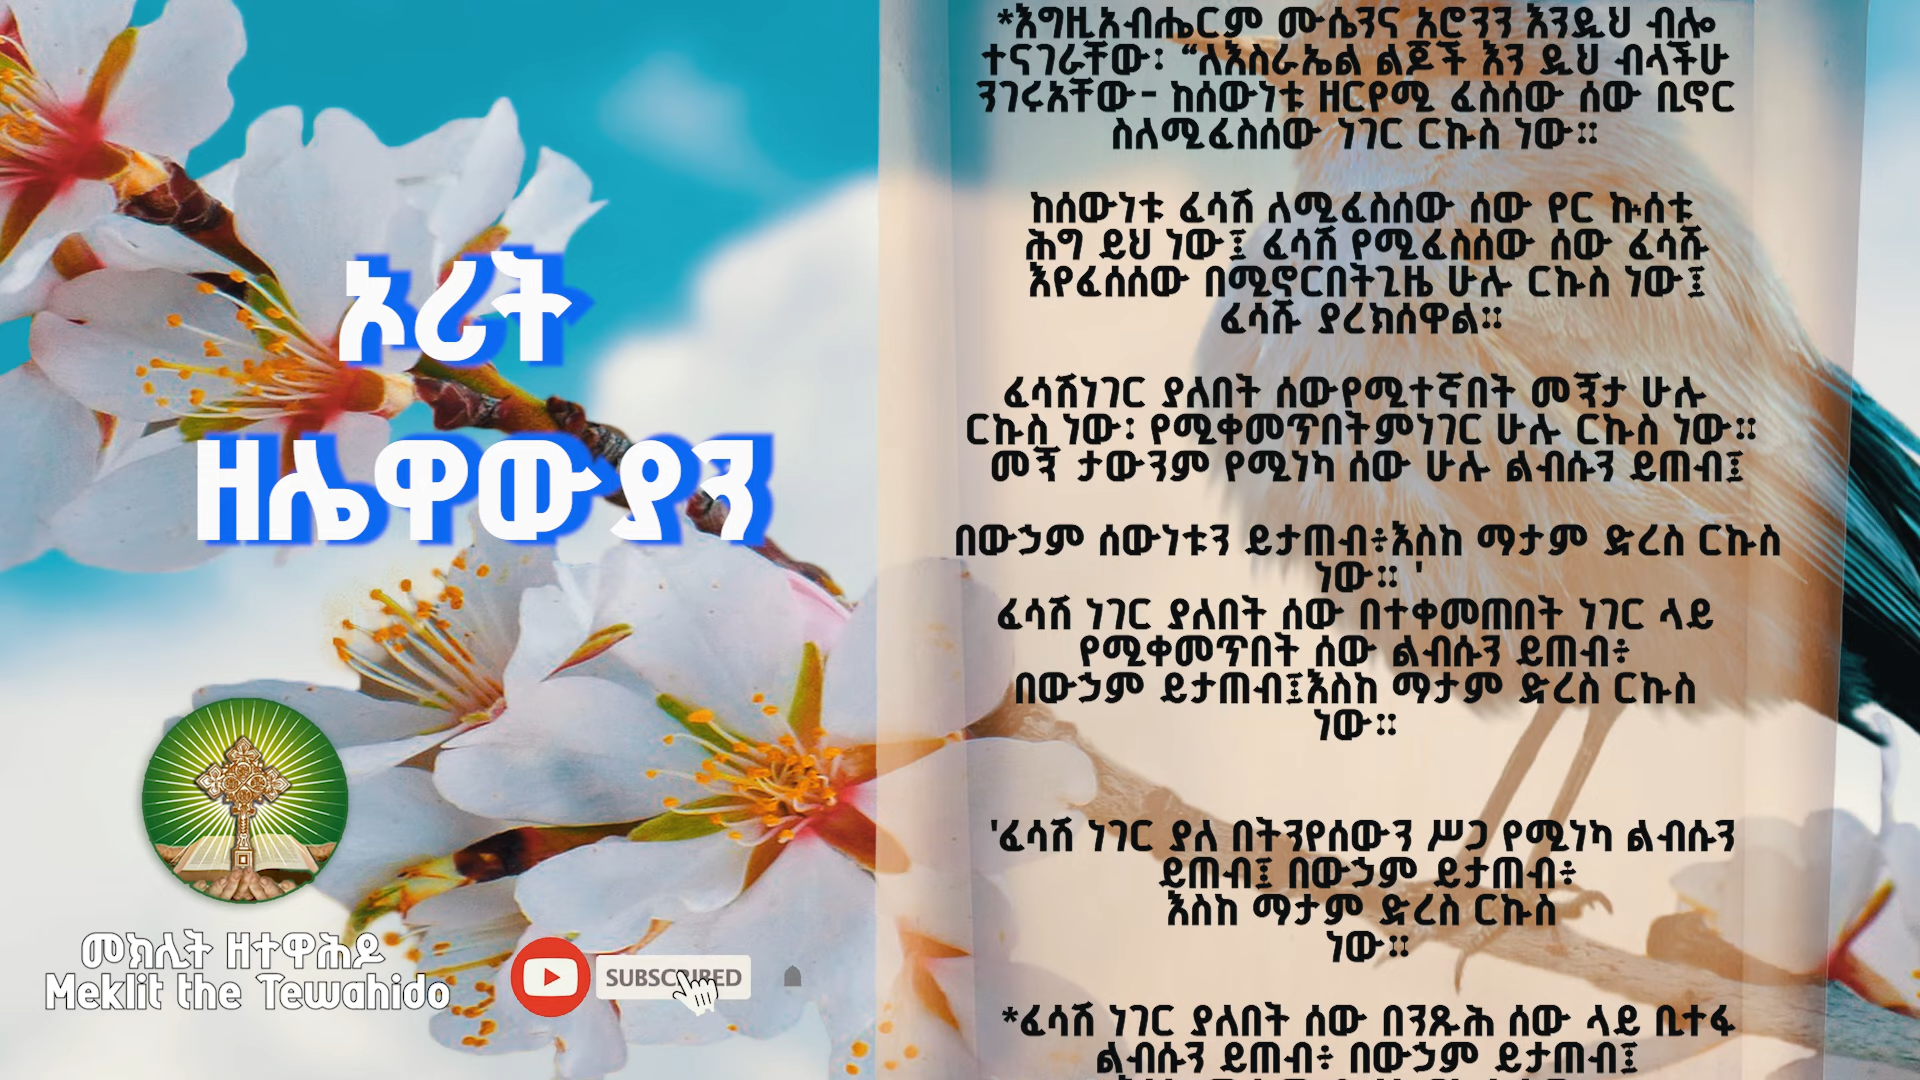 ኦሪት
ዘሌዋውያን
መክሊት ዘተዋሕዶ
Meklit the Tewahido
SUBSCRIBED
*እግዚአብሔርም ሙሴንና አሮንን እንዲህ ብሎ
ተናገራቸው፡ “ለእስራኤል ልጆች እን ዲህ ብላችሁ
ንገሩአቸው- ከሰውነቱ ዘርየሚ ፈስሰው ሰው ቢኖር
ስለሚፈስሰው ነገር ርኩስ ነው።
ከሰውነቱ ፈሳሽ ለሚፈስሰው ሰው የር ኩሰቱ
ሕግ ይህ ነው፤ ፈሳሽ የሚፈስሰው ሰው ፈሳሹ
እየፈሰሰው በሚኖርበትጊዜ ሁሉ ርኩስ ነው፤
ፈሳሹ ያረክሰዋል።
ፈሳሽነገር ያለበት ሰውየሚተኛበት መኝታ ሁሉ
ርኩስ ነው፡ የሚቀመጥበትምነገር ሁሉ ርኩስ ነው።
መኝ ታውንም የሚነካ ሰው ሁሉ ልብሱን ይጠብ፤
በውኃም ሰውነቱን ይታጠብ፥እስከ ማታም ድረስ ርኩስ
ነው። '
ፈሳሽ ነገር ያለበት ሰው በተቀመጠበት ነገር ላይ
የሚቀመጥበት ሰው ልብሱን ይጠብ፥
በውኃም ይታጠብ፤እስከ ማታም ድረስ ርኩስ
ነው።
'ፈሳሽ ነገር ያለ በትንየሰውን ሥጋ የሚነካ ልብሱን
ይጠብ፤ በውኃም ይታጠብ፥
እስከ ማታም ድረስ ርኩስ
ነው።
*ፈሳሽ ነገር ያለበት ሰው በንጹሕ ሰው ላይ ቢተፋ
ልብሱን ይጠብ፥ በውኃም ይታጠብ፤